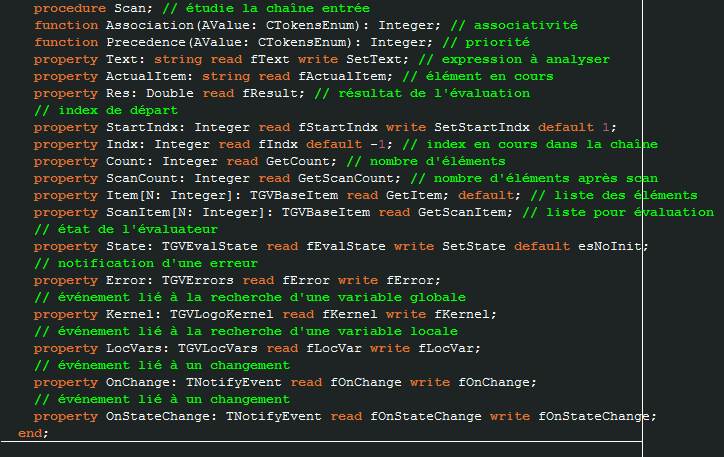 procedure Scan; // étudie la chaîne entrée
function Association(AValue: CTokensEnum): Integer; // associativité
function Precedence(AValue: CTokensEnum): Integer; // priorité
property Text: string read fText write SetText; // expression à analyser
property ActualItem: string read fActualItem; // élément en cours
property Res: Double read fResult; // résultat de l'évaluation
// index de départ
property StartIndx: Integer read fStartIndx write SetStartIndx default 1;
property Indx: Integer read fIndx default -1; // index en cours dans la chaîne
property Count: Integer read GetCount; // nombre d'éléments
property ScanCount: Integer read GetScanCount; // nombre d'éléments après scan
property Item[N: Integer]: TGVBaseItem read GetItem; default; // liste des éléments
property ScanItem[N: Integer]: TGVBaseItem read GetScanItem; // liste pour évaluation
// état de l'évaluateur
property State: TGVEvalState read fEvalState write SetState default esNoInit;
// notification d'une erreur
property Error: TGVErrors read fError write fError;
// événement lié à la recherche d'une variable globale
property Kernel: TGVLogoKernel read fKernel write fKernel;
// événement lié à la recherche d'une variable locale
property LocVars: TGVLocVars read fLocVar write fLocVar;
// événement lié à un changement
property OnChange: TNotifyEvent read fOnChange write fOnChange;
// événement lié à un changement
property OnStateChange: TNotifyEvent read fOnStateChange write fOnStateChange;
end;